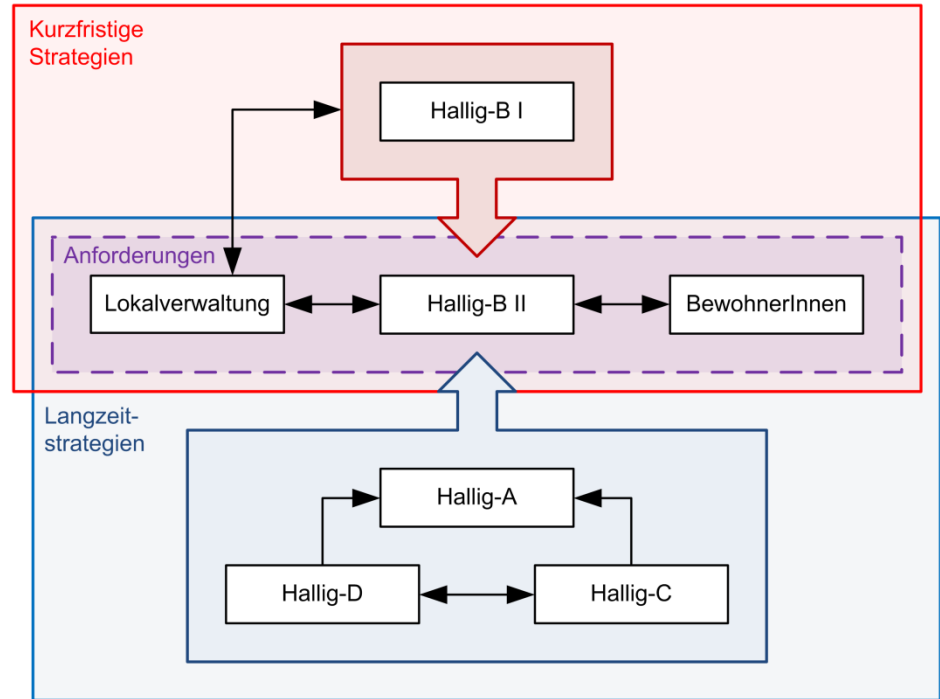 Kurzfristige
Strategien
Hallig-B I
Anforderungen
Lokalverwaltung
Hallig-B II
BewohnerInnen
Langzeit-
strategien
Hallig-A
Hallig-D
Hallig-C